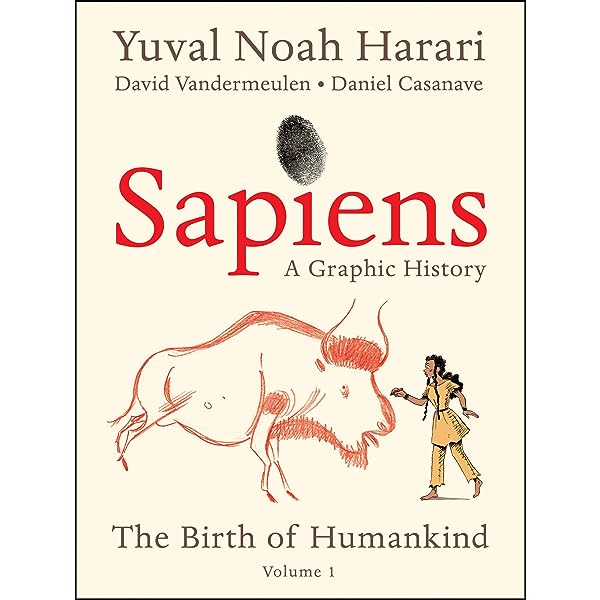 Yuval Noah Harari
David Vandermeulen • Daniel Casanave
Sapiens
A Graphic History
The Birth of Humankind
Volume 1